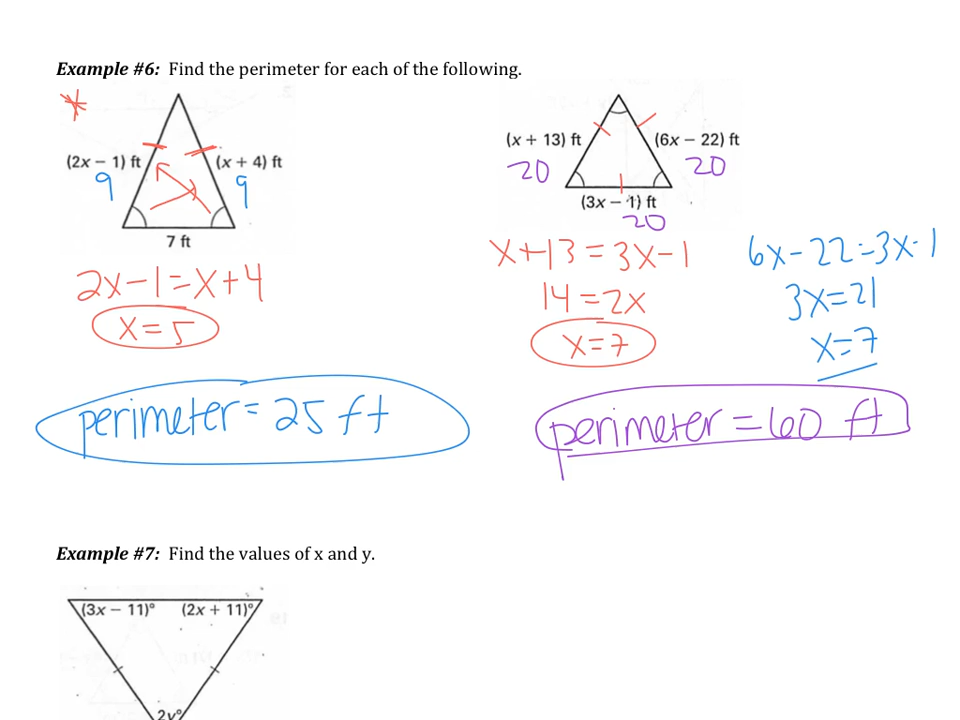 Example #6: Find the perimeter for each of the following.
(2x – 1) ft
9
(x + 4) ft
9
7 ft
2x-1=x+4
x=5
perimeter= 25 ft
(x + 13) ft
20
(6x – 22) ft
20
(3x – 1) ft
20
x+13=3x-1
14=2x
x=7
6x-22=3x-1
3x=21
x=7
perimeter=60 ft
Example #7: Find the values of x and y.
(3x – 11)° (2x + 11)°
2y°